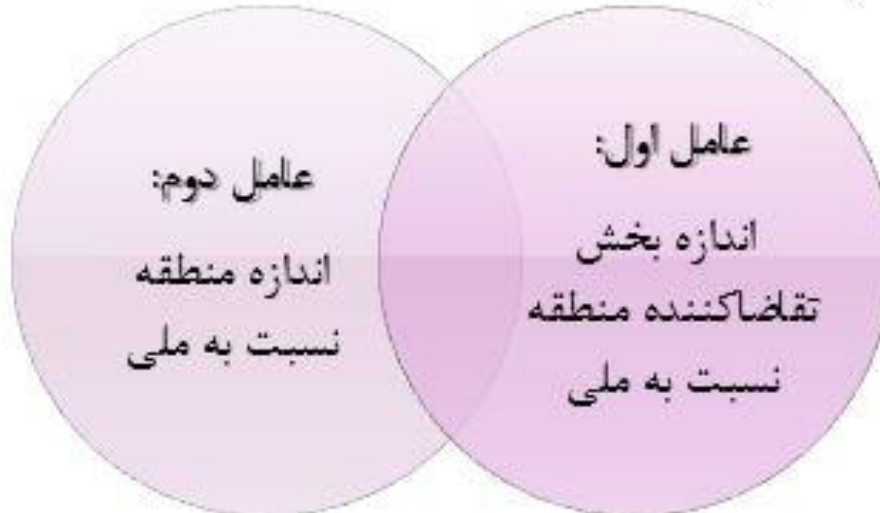 عامل اول:
اندازه بخش
تقاضاکننده منطقه
نسبت به ملی
عامل دوم:
اندازه منطقه
نسبت به ملی